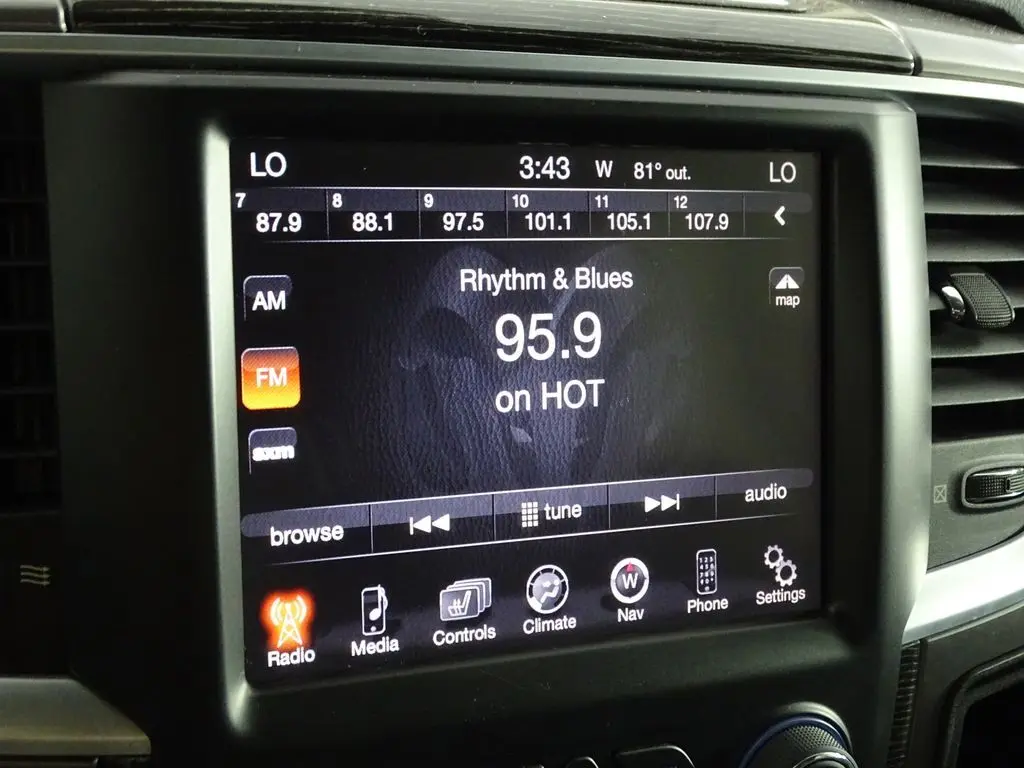 LO 3:43 W 81° out. LO
7 8 9 10 11 12
87.9 88.1 97.5 101.1 105.1 107.9
Rhythm & Blues
map
AM
95.9
FM
on HOT
sxm
browse tune audio
Radio Media Controls Climate W Nav Phone Settings